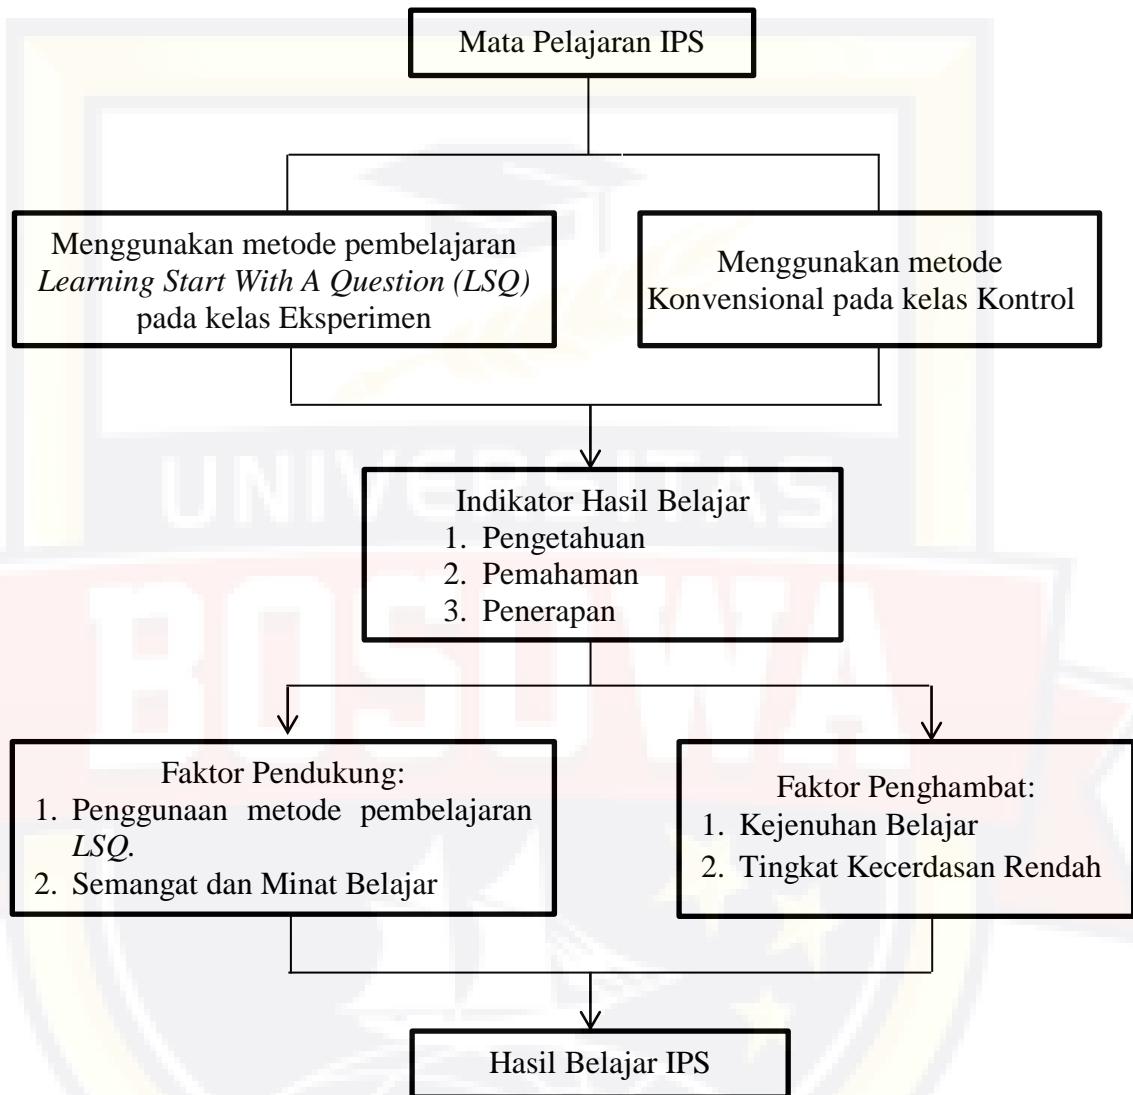 Mata Pelajaran IPS
Menggunakan metode pembelajaran
Learning Start With A Question (LSQ)
pada kelas Eksperimen
Menggunakan metode
Konvensional pada kelas Kontrol
UNIVERSITAS
Indikator Hasil Belajar
1. Pengetahuan
2. Pemahaman
3. Penerapan
BOSOWA
Faktor Pendukung:
1. Penggunaan metode pembelajaran
LSQ.
2. Semangat dan Minat Belajar
Faktor Penghambat:
1. Kejenuhan Belajar
2. Tingkat Kecerdasan Rendah
Hasil Belajar IPS